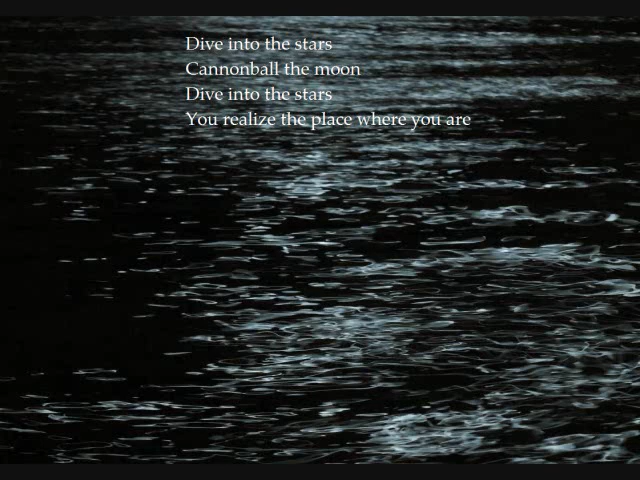 Dive into the stars
Cannonball the moon
Dive into the stars
You realize the place where you are